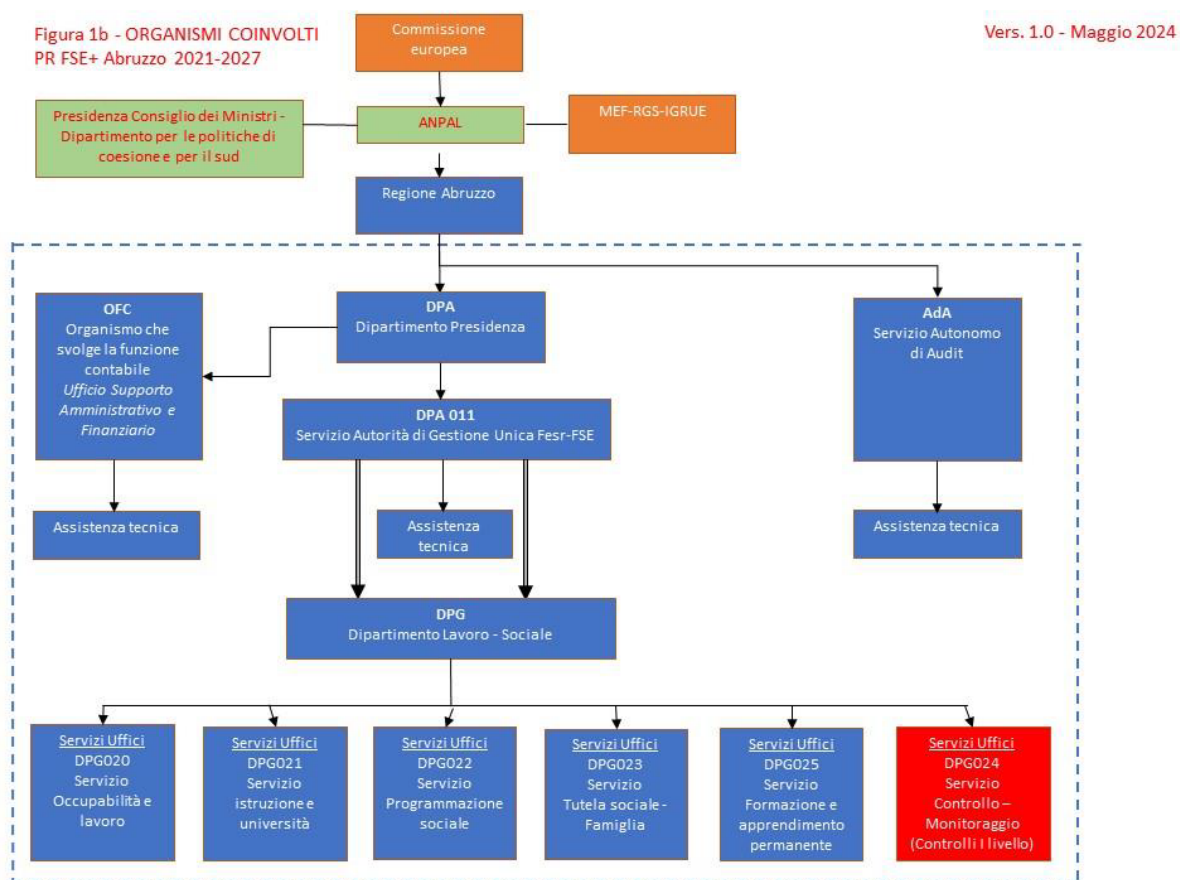 Figura 1b - ORGANISMI COINVOLTI
PR FSE+ Abruzzo 2021-2027
Vers. 1.0 - Maggio 2024
Commissione
europea
Presidenza Consiglio dei Ministri -
Dipartimento per le politiche di
coesione e per il sud
ANPAL
MEF-RGS-IGRUE
Regione Abruzzo
OFC
Organismo che
svolge la funzione
contabile
Ufficio Supporto
Amministrativo e
Finanziario
DPA
Dipartimento Presidenza
AdA
Servizio Autonomo
di Audit
DPA 011
Servizio Autorità di Gestione Unica Fesr-FSE
Assistenza tecnica
Assistenza
tecnica
Assistenza tecnica
DPG
Dipartimento Lavoro - Sociale
Servizi Uffici
DPG020
Servizio
Occupabilità e
lavoro
Servizi Uffici
DPG021
Servizio
istruzione e
università
Servizi Uffici
DPG022
Servizio
Programmazione
sociale
Servizi Uffici
DPG023
Servizio
Tutela sociale -
Famiglia
Servizi Uffici
DPG025
Servizio
Formazione e
apprendimento
permanente
Servizi Uffici
DPG024
Servizio
Controllo –
Monitoraggio
(Controlli I livello)